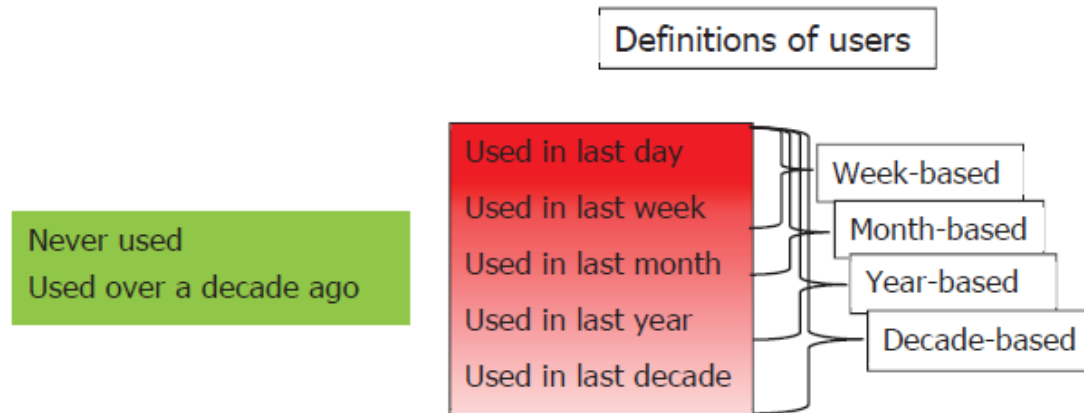 Definitions of users
Never used
Used over a decade ago
Used in last day
Used in last week
Used in last month
Used in last year
Used in last decade
Week-based
Month-based
Year-based
Decade-based